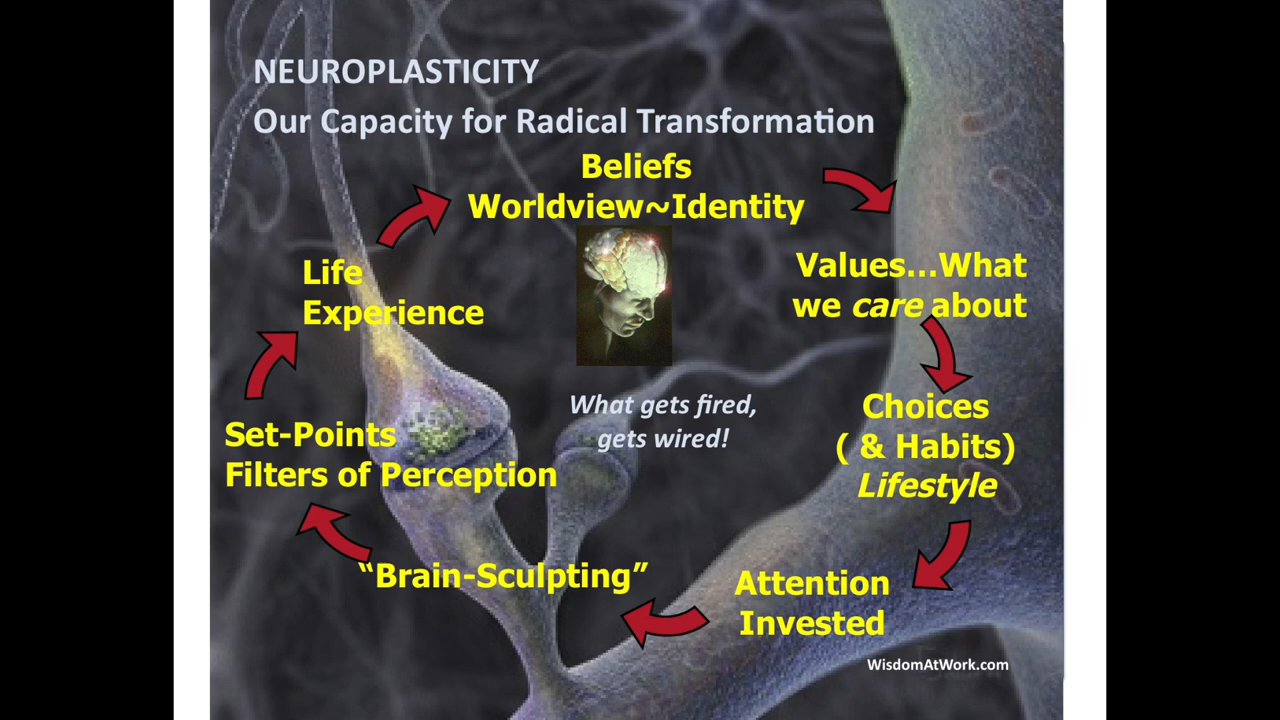 NEUROPLASTICITY
Our Capacity for Radical Transformation
Beliefs
Worldview~Identity
Values...What
we care about
Choices
( & Habits)
Lifestyle
Attention
Invested
“Brain-Sculpting”
Set-Points
Filters of Perception
Life
Experience
What gets fired,
gets wired!
WisdomAtWork.com